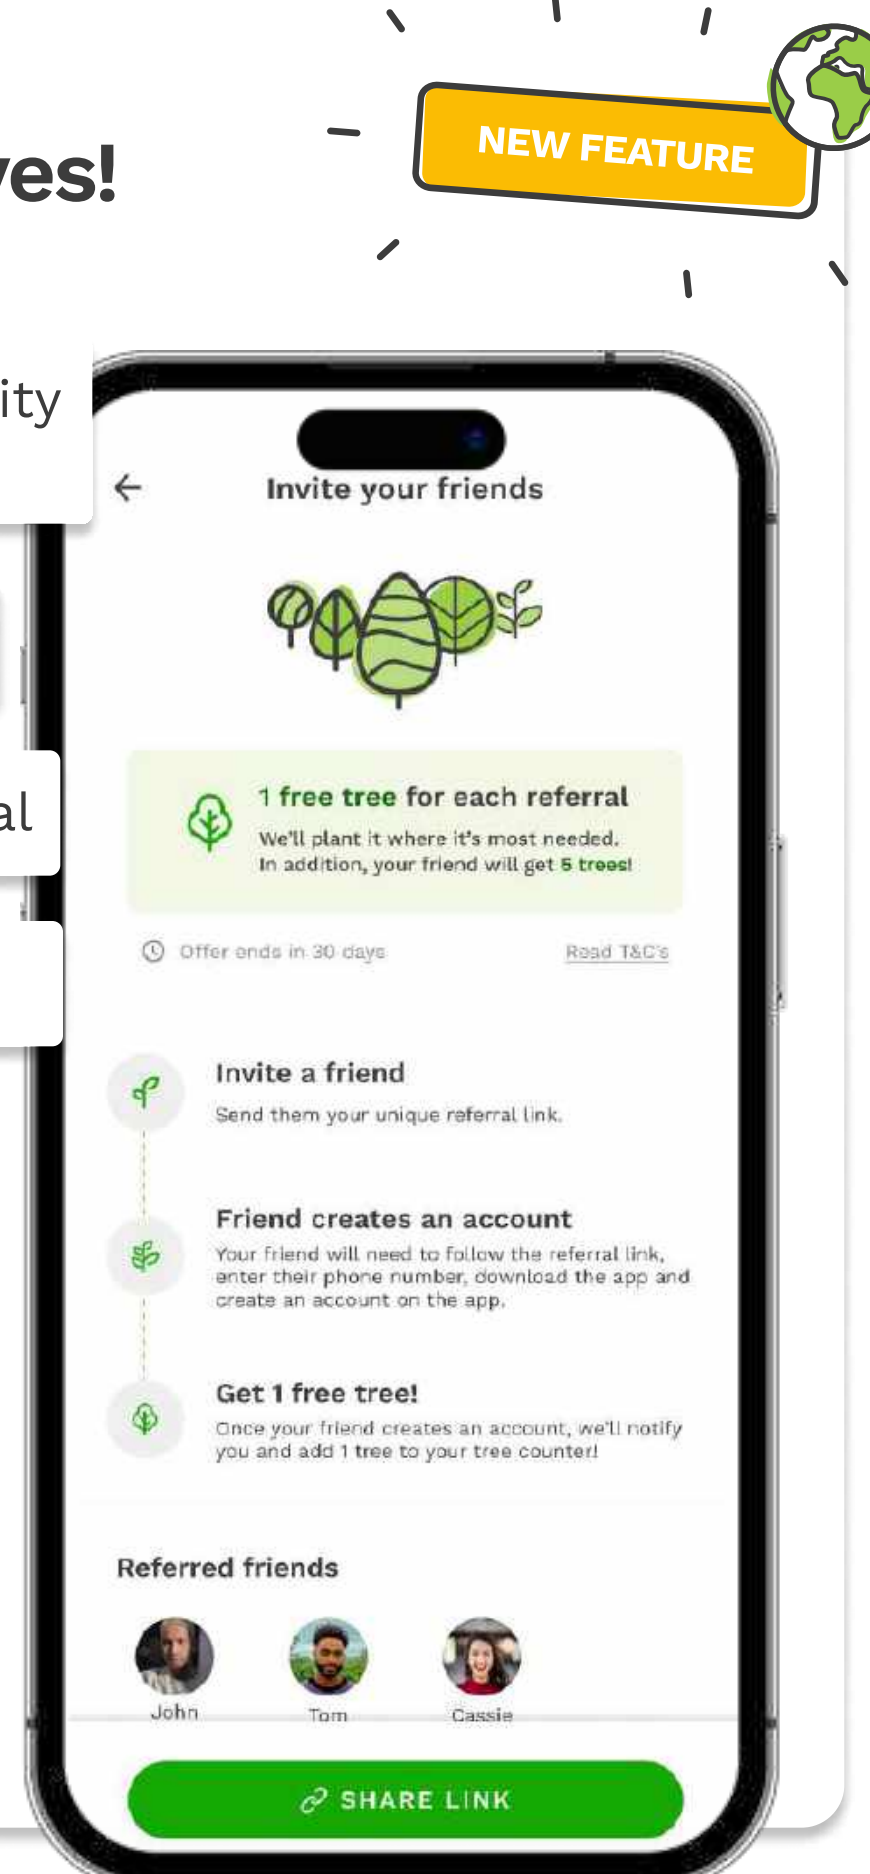 ves!
NEW FEATURE
ity
al
Invite your friends
1 free tree for each referral
We'll plant it where it's most needed.
In addition, your friend will get 5 trees!
Offer ends in 30 days
Read T&C's
Invite a friend
Send them your unique referral link.
Friend creates an account
Your friend will need to follow the referral link,
enter their phone number, download the app and
create an account on the app.
Get 1 free tree!
Once your friend creates an account, we'll notify
you and add 1 tree to your tree counter!
Referred friends
John
Tom
Cassie
SHARE LINK